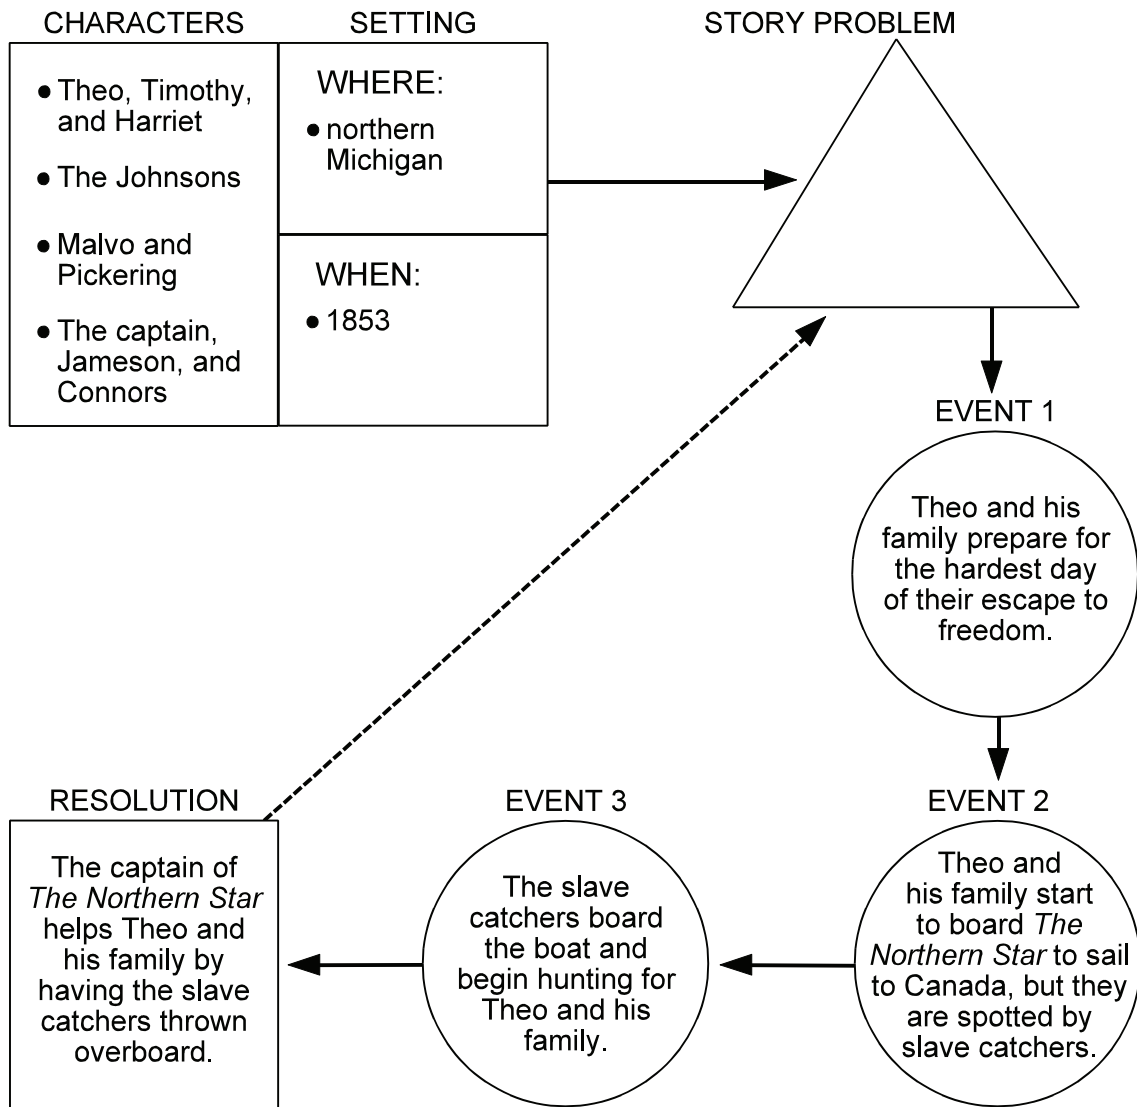 CHARACTERS
SETTING
STORY PROBLEM
● Theo, Timothy,
and Harriet
● The Johnsons
● Malvo and
Pickering
● The captain,
Jameson, and
Connors
WHERE:
● northern
Michigan
WHEN:
● 1853
EVENT 1
Theo and his
family prepare for
the hardest day
of their escape to
freedom.
EVENT 2
Theo and
his family start
to board The
Northern Star to sail
to Canada, but they
are spotted by
slave catchers.
EVENT 3
The slave
catchers board
the boat and
begin hunting for
Theo and his
family.
RESOLUTION
The captain of
The Northern Star
helps Theo and
his family by
having the slave
catchers thrown
overboard.